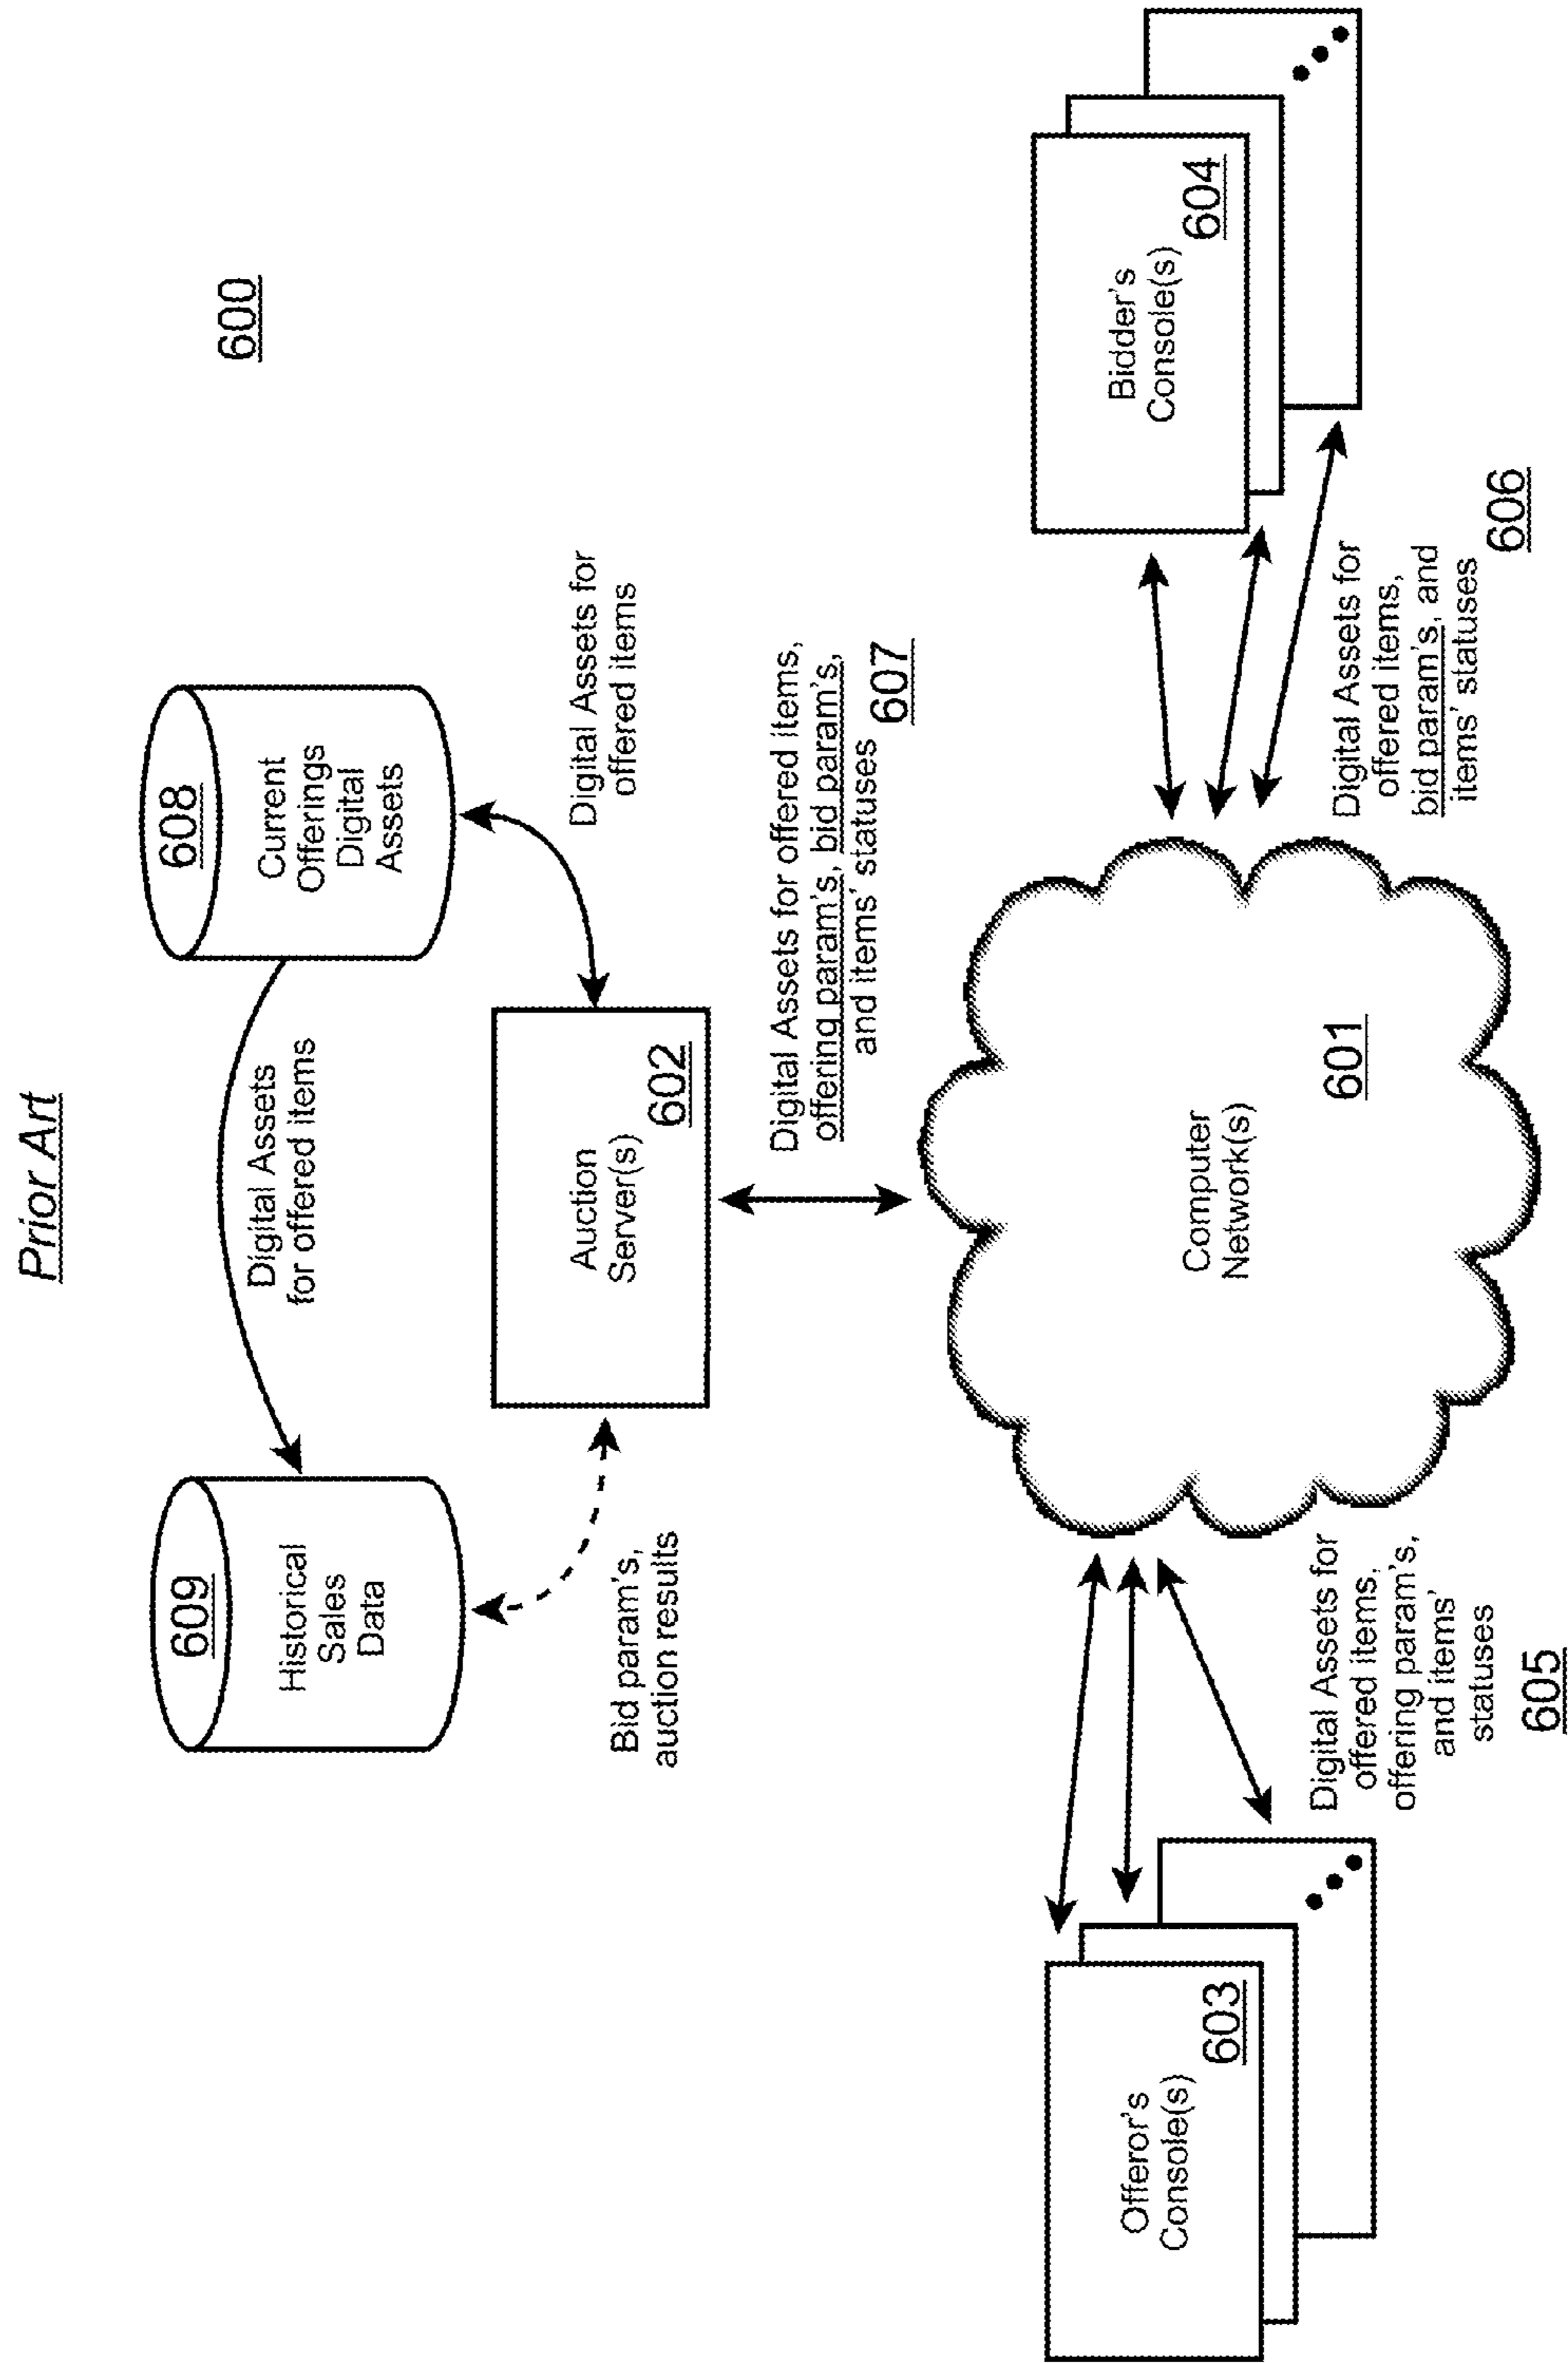 Prior Art
600
609
Historical
Sales
Data
Digital Assets
for offered items
608
Current
Offerings
Digital
Assets
Bid param's,
auction results
Auction
Server(s)
602
Digital Assets for
offered items
Digital Assets for offered items,
offering param's, bid param's,
and items' statuses
607
Offeror's
Console(s)
603
Digital Assets for
offered items,
offering param's,
and items'
statuses
605
Computer
Network(s)
601
Bidder's
Console(s)
604
Digital Assets for
offered items,
bid param's, and
items' statuses
606